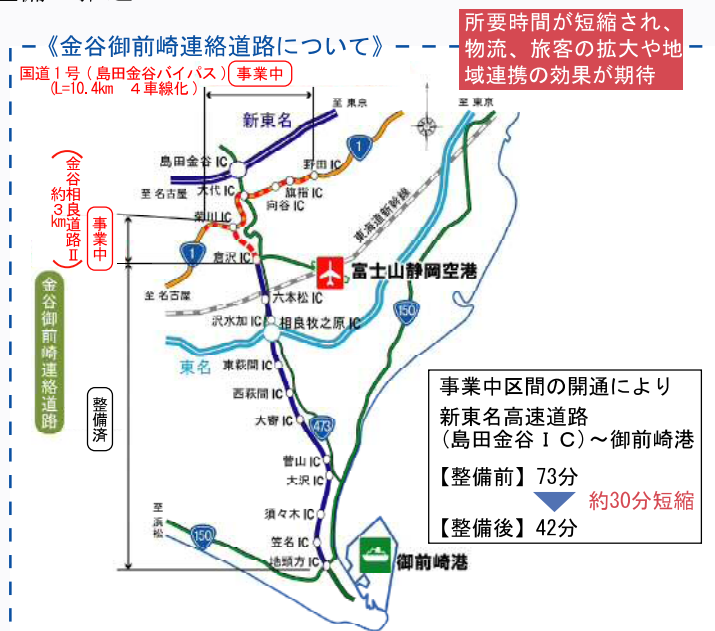 《金谷御前崎連絡道路について》
所要時間が短縮され、
物流、旅客の拡大や地
域連携の効果が期待
国道1号(島田金谷バイパス) 事業中
(L=10.4km 4車線化)
至 東京
至 東京
新東名
1
島田金谷 IC
野田 IC
旗指 IC
向谷 IC
大代 IC
至 名古屋
金谷相良道路Ⅱ
(約3km)
事業中
菊川 IC
東海道新幹線
1
倉沢 IC
富士山静岡空港
至 名古屋
六本松 IC
150
沢水加 IC
相良牧之原 IC
東名
金谷御前崎連絡道路
東萩間 IC
西萩間 IC
整備済
大寄 IC
473
菅山 IC
大沢 IC
須々木 IC
至 浜松
150
笠名 IC
地頭方 IC
御前崎港
事業中区間の開通により
新東名高速道路
(島田金谷IC)～御前崎港
【整備前】73分
約30分短縮
【整備後】42分